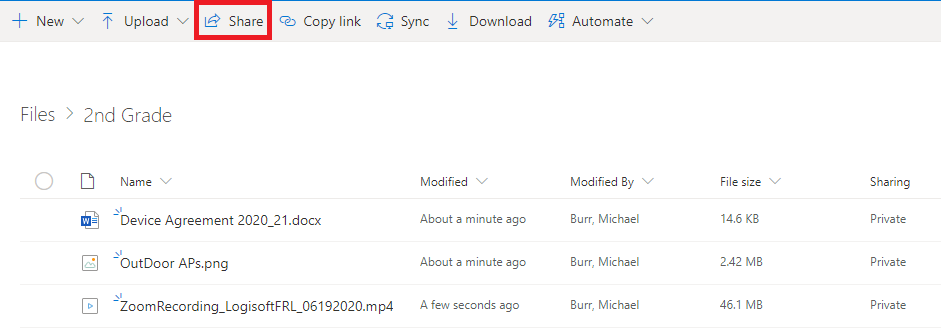 New Upload Share Copy link Sync Download Automate
Files > 2nd Grade
Name Modified Modified By File size Sharing
Device Agreement 2020_21.docx About a minute ago Burr, Michael 14.6 KB Private
OutDoor APs.png About a minute ago Burr, Michael 2.42 MB Private
ZoomRecording_LogisoftFRL_06192020.mp4 A few seconds ago Burr, Michael 46.1 MB Private